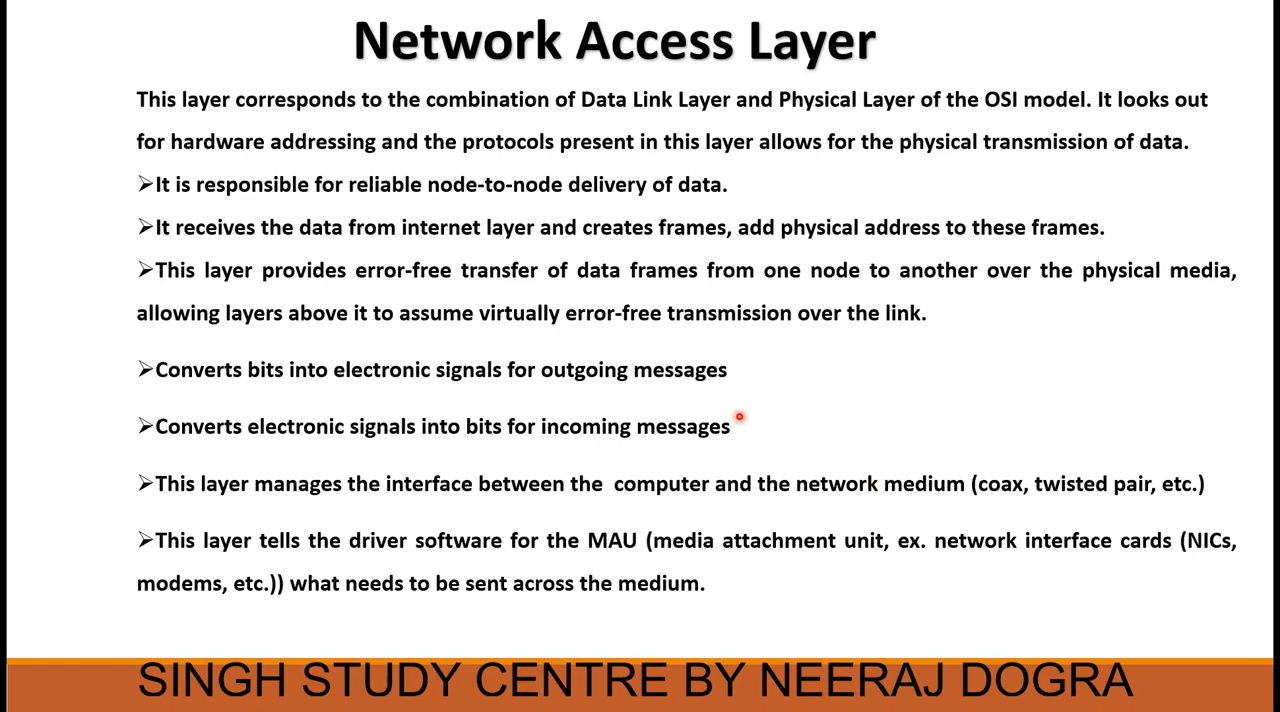 Network Access Layer
This layer corresponds to the combination of Data Link Layer and Physical Layer of the OSI model. It looks out
for hardware addressing and the protocols present in this layer allows for the physical transmission of data.
➢It is responsible for reliable node-to-node delivery of data.
➢It receives the data from internet layer and creates frames, add physical address to these frames.
➢This layer provides error-free transfer of data frames from one node to another over the physical media,
allowing layers above it to assume virtually error-free transmission over the link.
➢Converts bits into electronic signals for outgoing messages
➢Converts electronic signals into bits for incoming messages
➢This layer manages the interface between the computer and the network medium (coax, twisted pair, etc.)
➢This layer tells the driver software for the MAU (media attachment unit, ex. network interface cards (NICs,
modems, etc.)) what needs to be sent across the medium.
SINGH STUDY CENTRE BY NEERAJ DOGRA